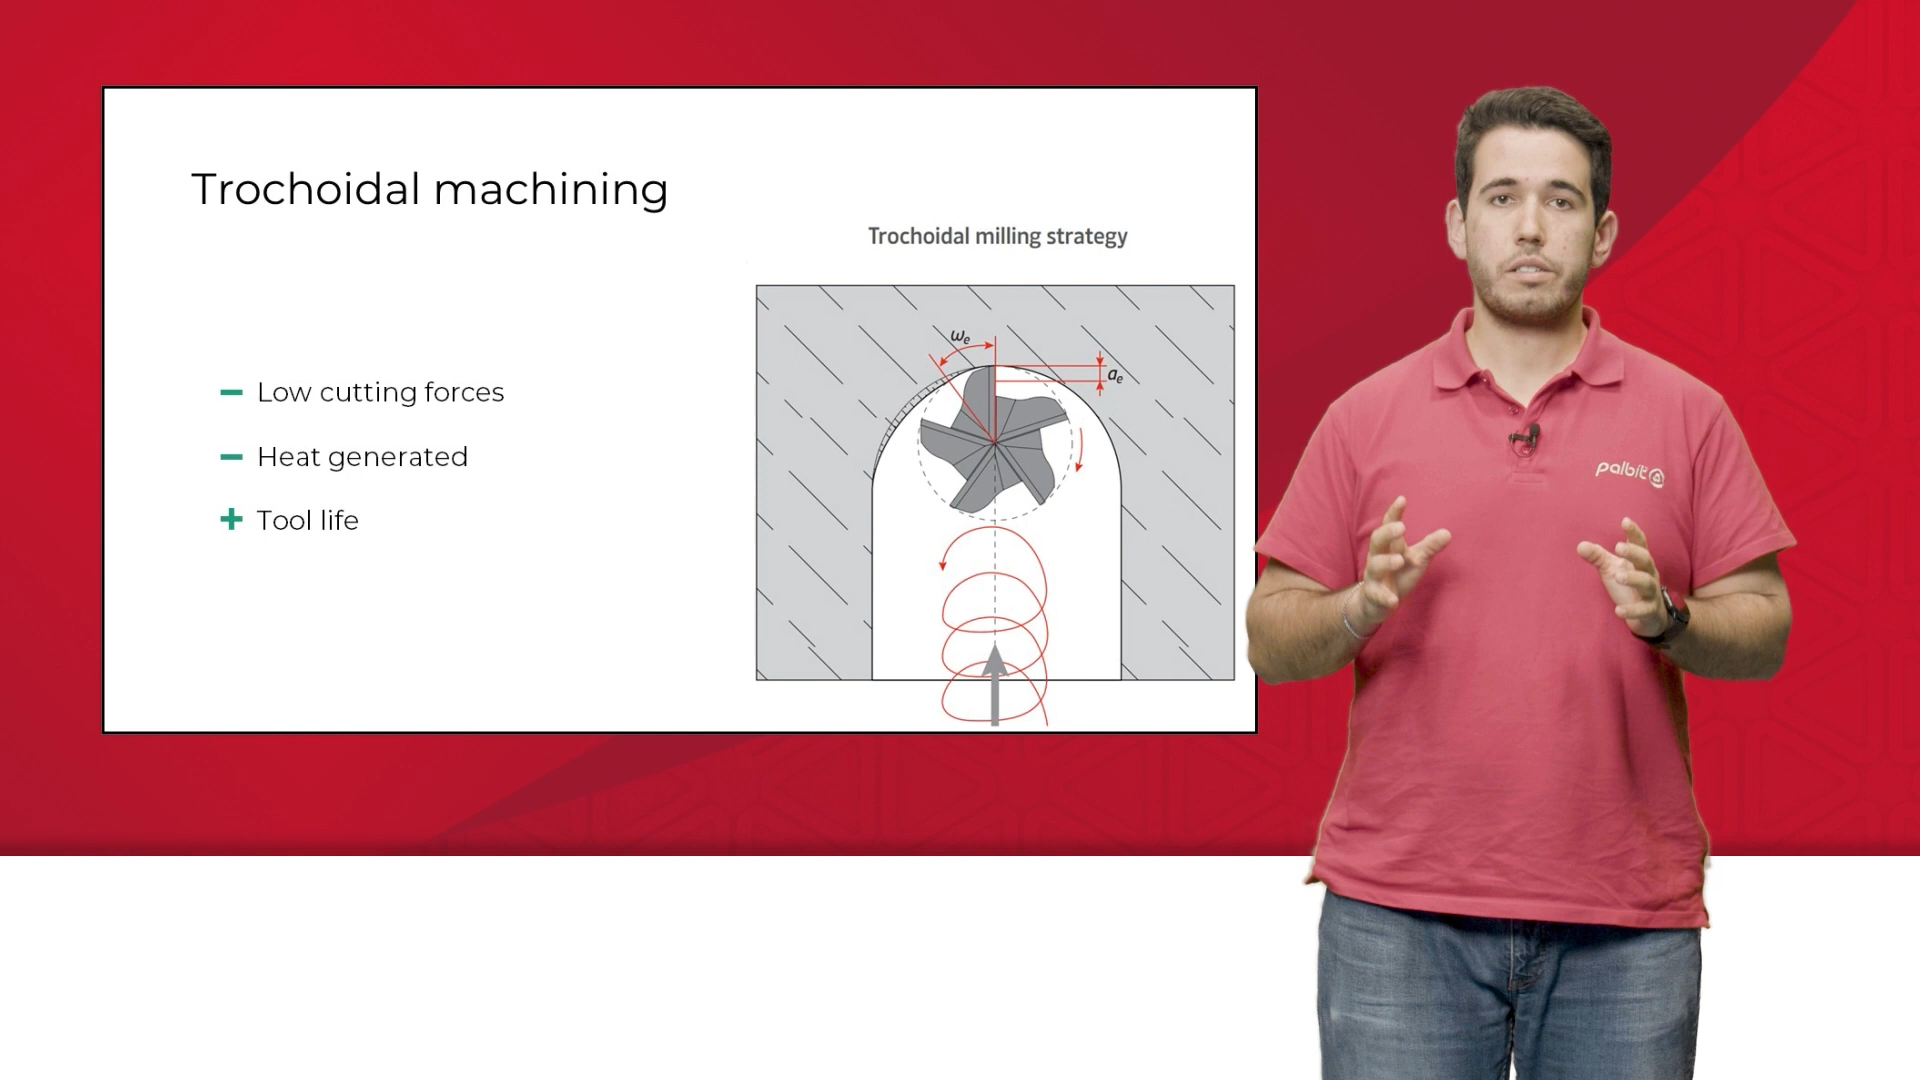 Trochoidal machining
Trochoidal milling strategy
ωe
ae
− Low cutting forces
− Heat generated
+ Tool life
palbit